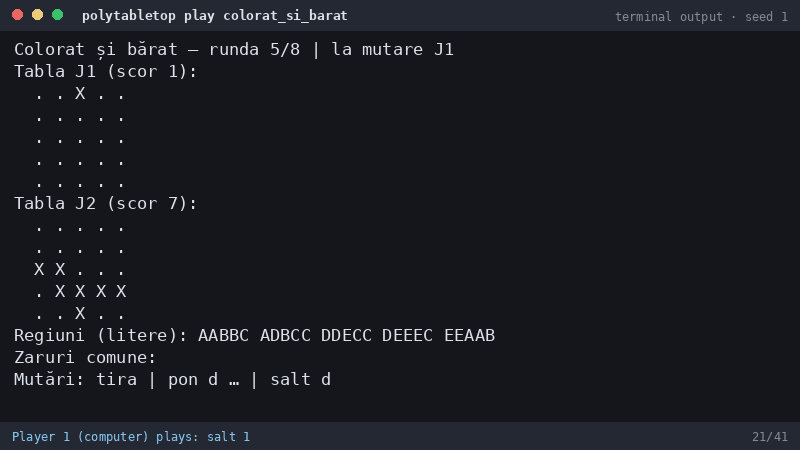 polytabletop play colorat_si_barat
terminal output · seed 1
Colorat și bărat — runda 5/8 | la mutare J1
Tabla J1 (scor 1):
. . X . .
. . . . .
. . . . .
. . . . .
. . . . .
Tabla J2 (scor 7):
. . . . .
. . . . .
X X . . .
. X X X X
. . X . .
Regiuni (litere): AABBC ADBCC DDECC DEEEC EEAAB
Zaruri comune:
Mutări: tira | pon d … | salt d
Player 1 (computer) plays: salt 1
21/41